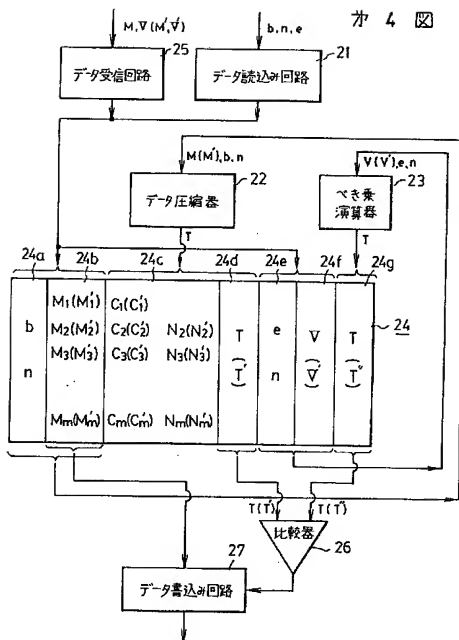 第 4 図
M,∇(M',∇')
b,n,e
25
21
データ受信回路
データ読込み回路
M(M'),b,n
V(V'),e,n
22
23
データ圧縮器
べき乗
演算器
T
T
24a 24b 24c 24d 24e 24f 24g
b
n
M1(M'1) C1(C'1)
M2(M'2) C2(C'2) N2(N'2)
M3(M'3) C3(C'3) N3(N'3)
Mm(Mm') Cm(Cm') Nm(Nm')
T
(T')
e
n
V
(V')
T
(T'')
24
T(T')
T(T'')
比較器
26
27
データ書込み回路